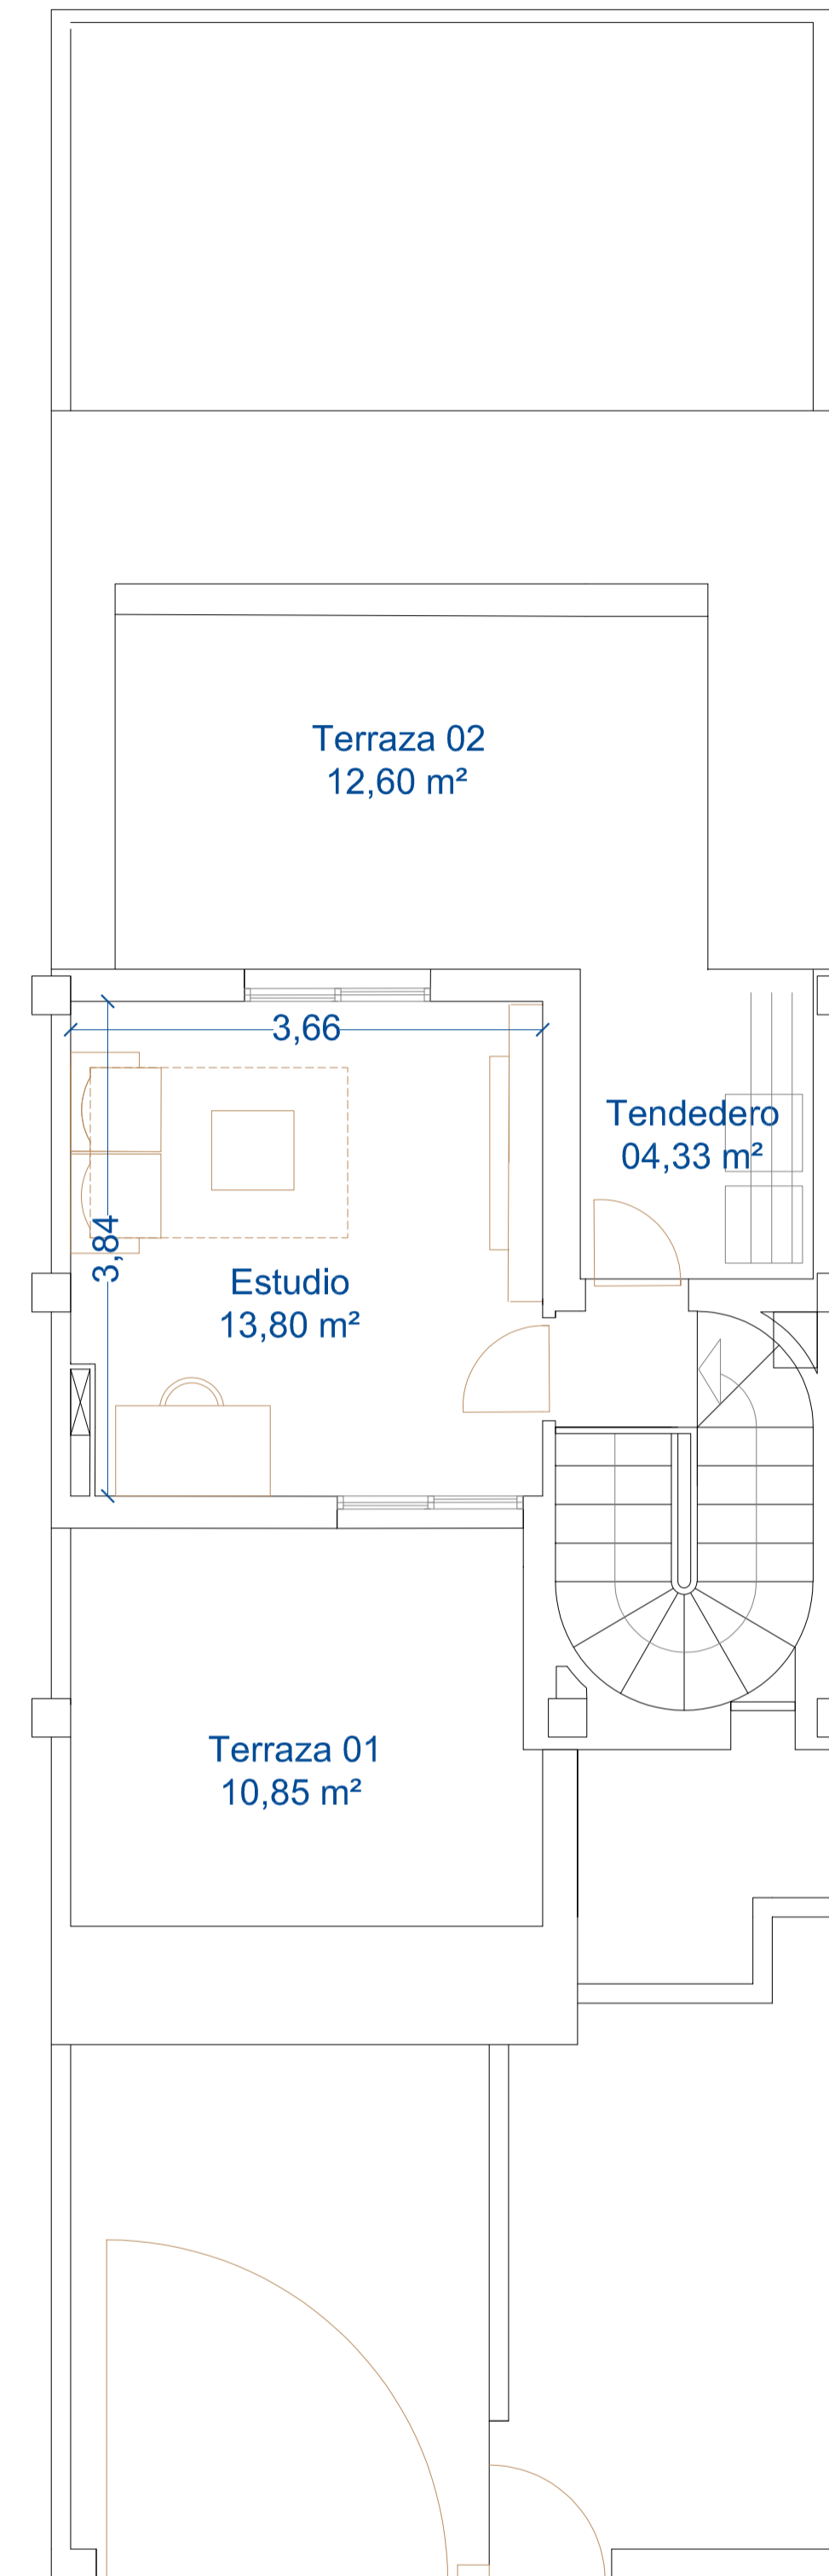 Terraza 02
12,60 m²
3,66
Tendedero
04,33 m²
3,84
Estudio
13,80 m²
Terraza 01
10,85 m²